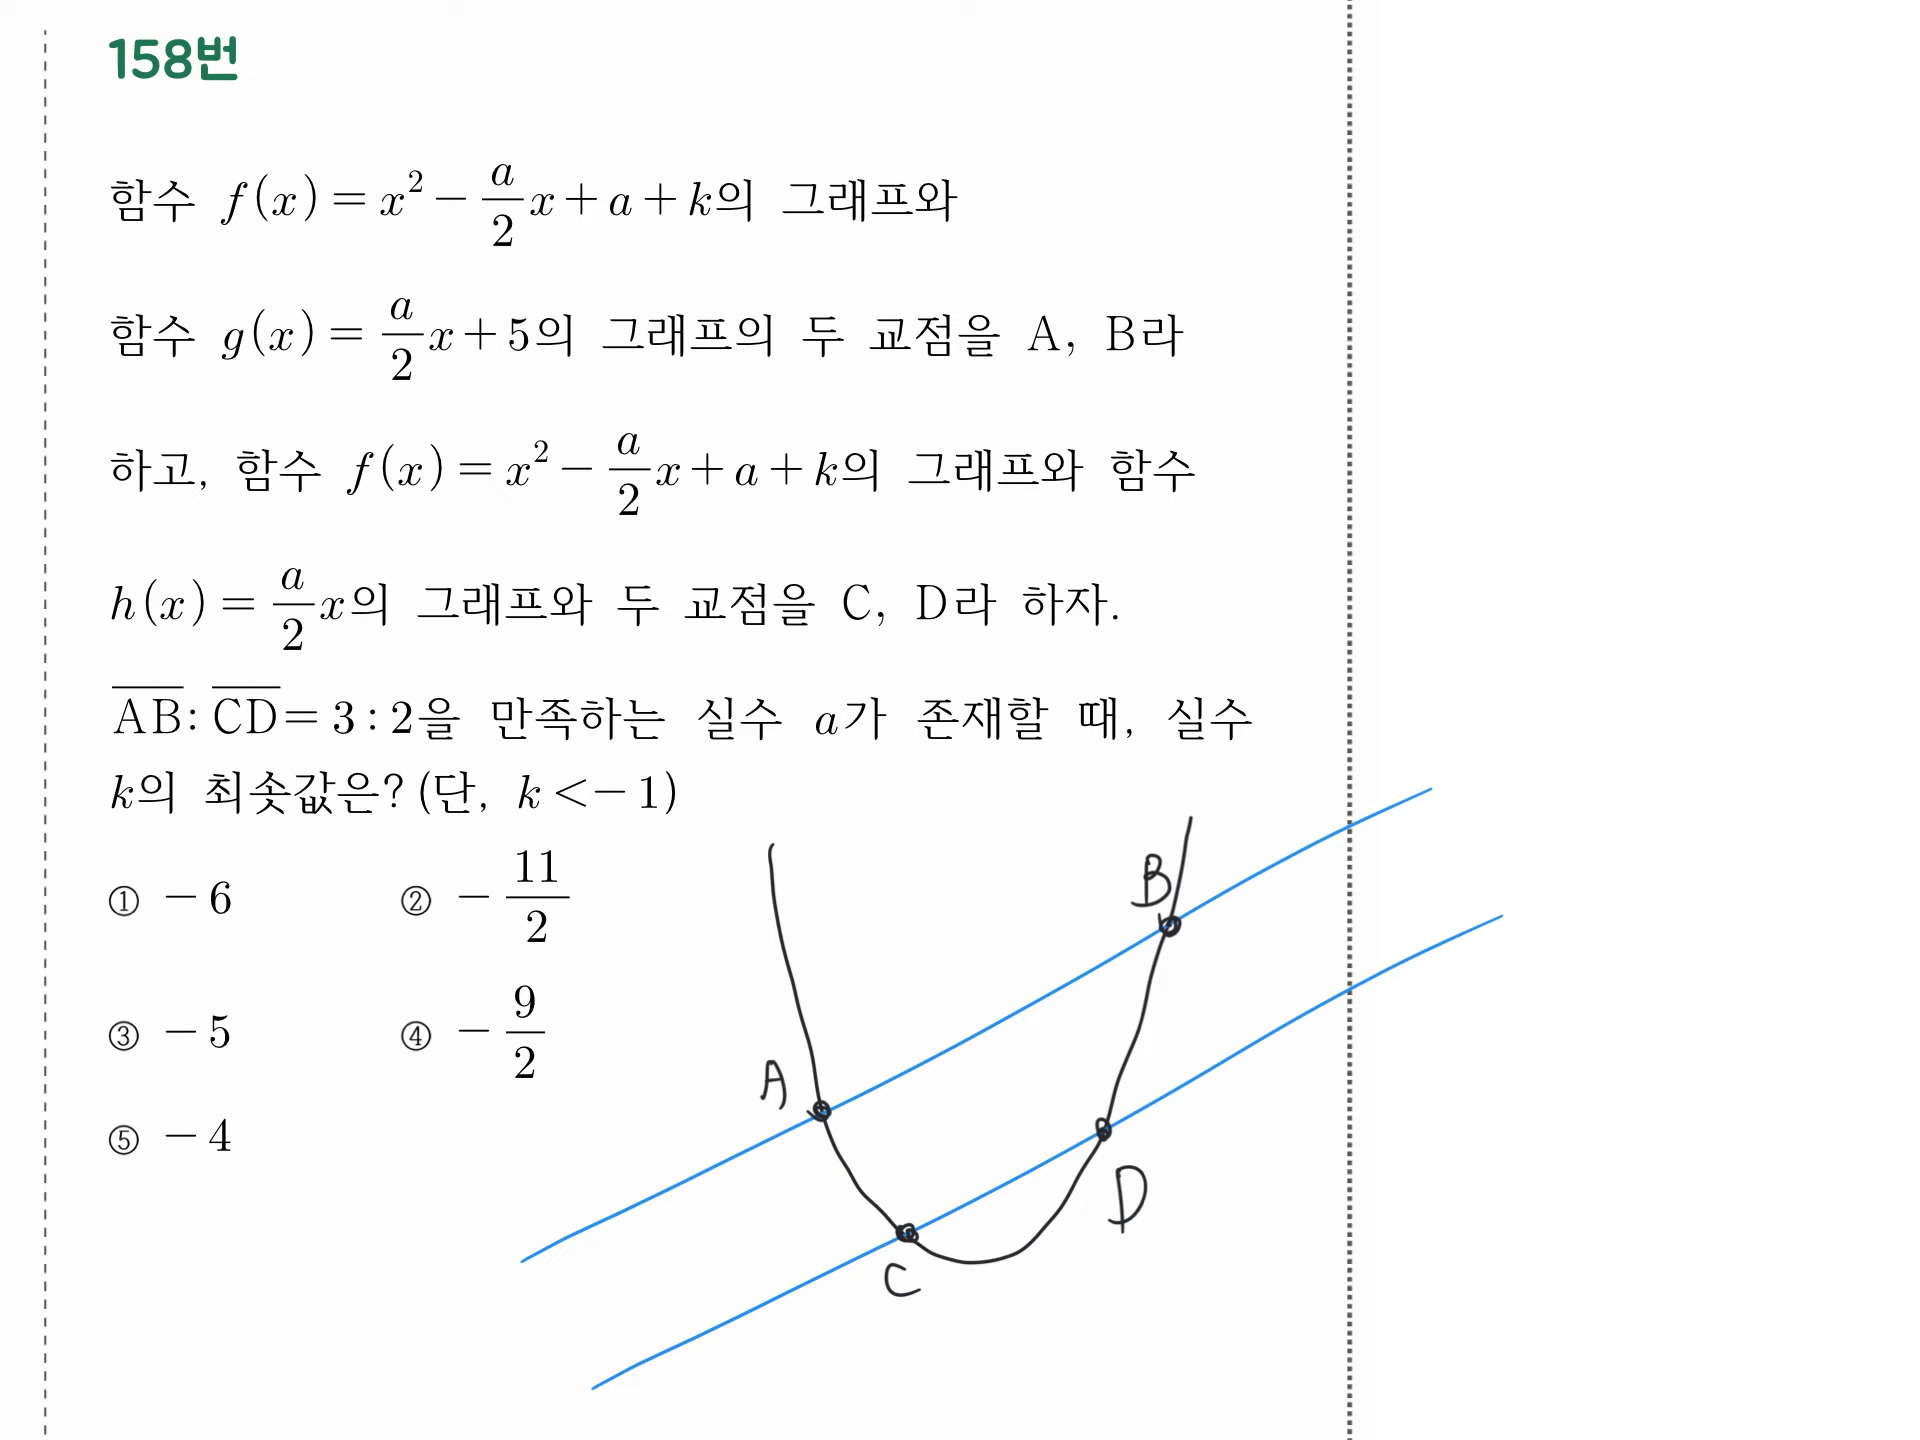 158번
함수 f(x) = x² - a/2 x + a + k의 그래프와
함수 g(x) = a/2 x + 5의 그래프의 두 교점을 A, B라
하고, 함수 f(x) = x² - a/2 x + a + k의 그래프와 함수
h(x) = a/2 x의 그래프와 두 교점을 C, D라 하자.
A̅B̅ : C̅D̅ = 3 : 2을 만족하는 실수 a가 존재할 때, 실수
k의 최솟값은? (단, k < -1)
① -6 ② -11/2
③ -5 ④ -9/2
⑤ -4
B
A
D
C